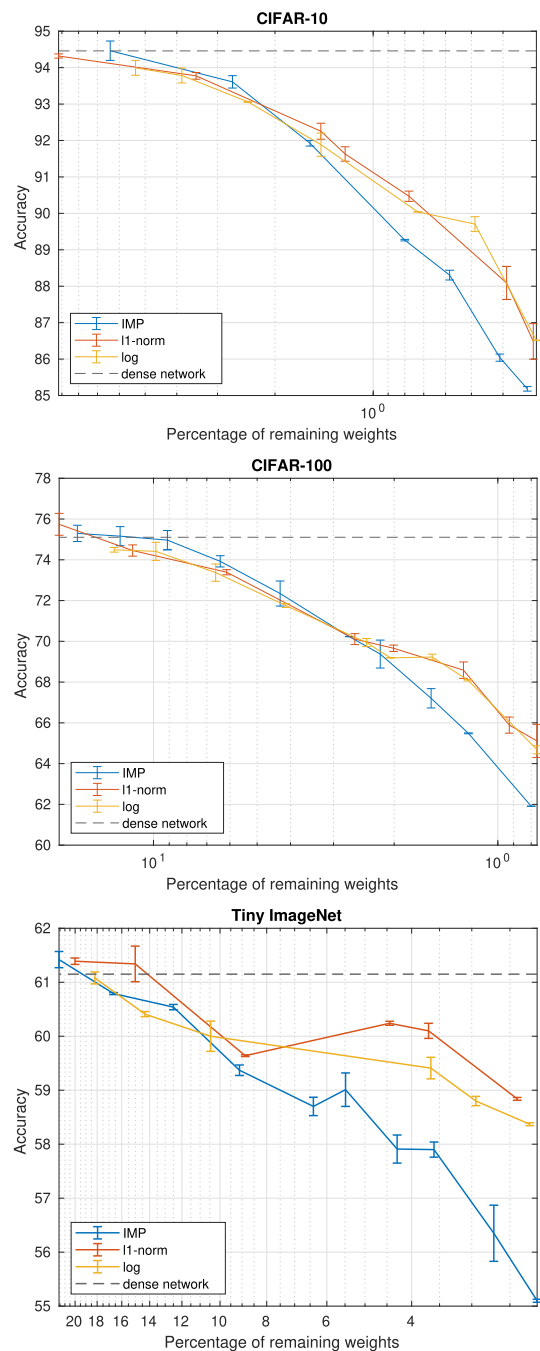 CIFAR-10
95
94
93
92
91
90
89
88
87
86
85
Accuracy
IMP
l1-norm
log
dense network
10^0
Percentage of remaining weights
CIFAR-100
78
76
74
72
70
68
66
64
62
60
Accuracy
IMP
l1-norm
log
dense network
10^1 10^0
Percentage of remaining weights
Tiny ImageNet
62
61
60
59
58
57
56
55
Accuracy
IMP
l1-norm
log
dense network
20 18 16 14 12 10 8 6 4
Percentage of remaining weights